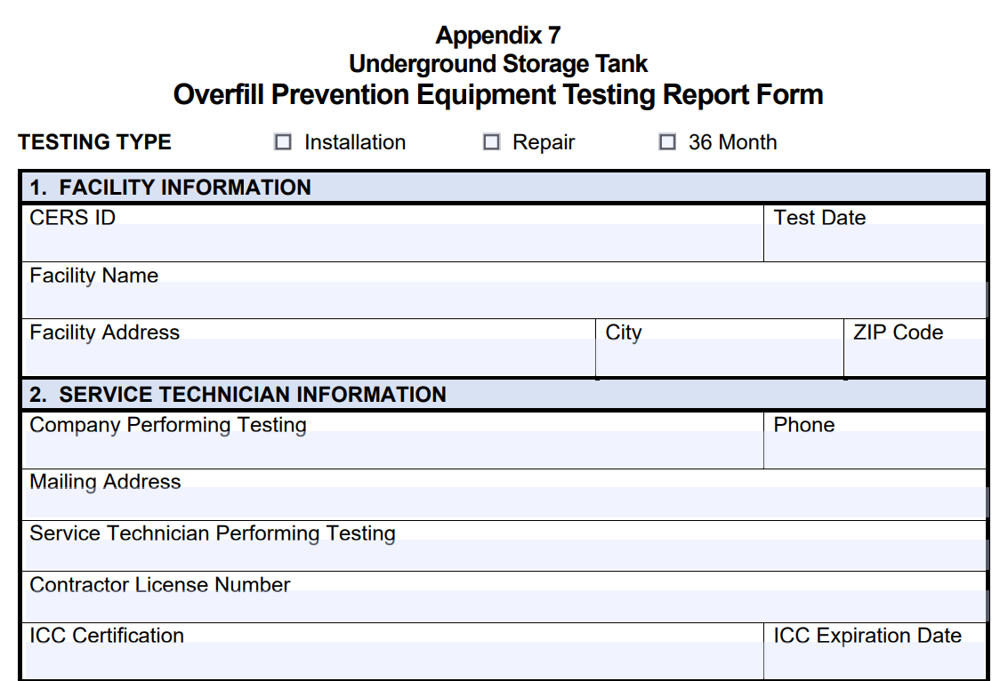 Appendix 7
Underground Storage Tank
Overfill Prevention Equipment Testing Report Form
TESTING TYPE Installation Repair 36 Month
1. FACILITY INFORMATION
CERS ID Test Date
Facility Name
Facility Address City ZIP Code
2. SERVICE TECHNICIAN INFORMATION
Company Performing Testing Phone
Mailing Address
Service Technician Performing Testing
Contractor License Number
ICC Certification ICC Expiration Date